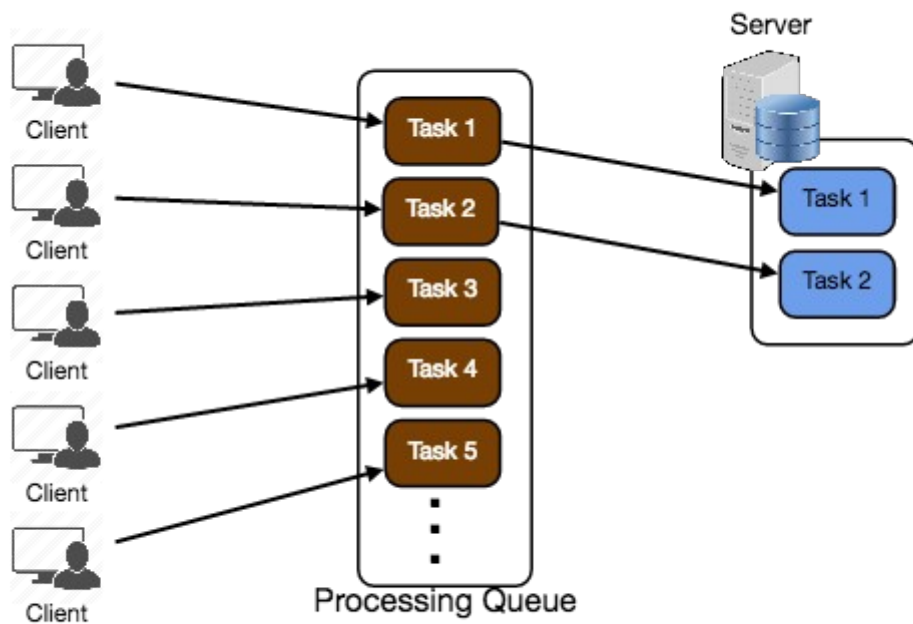 Server
Client
Client
Client
Client
Client
Task 1
Task 2
Task 3
Task 4
Task 5
Processing Queue
Task 1
Task 2